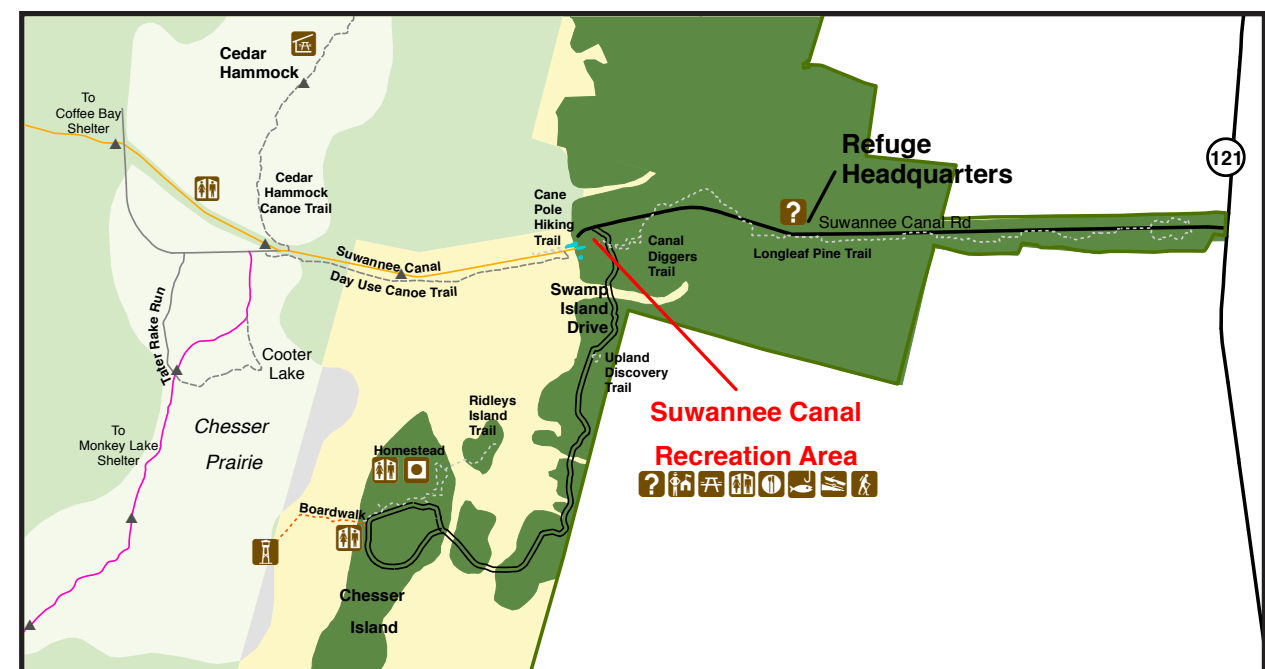 Cedar
Hammock
To
Coffee Bay
Shelter
Refuge
Headquarters
121
Cedar
Hammock
Canoe Trail
Cane
Pole
Hiking
Trail
?
Suwannee Canal Rd
Canal
Diggers
Trail
Longleaf Pine Trail
Suwannee Canal
Day Use Canoe Trail
Swamp
Island
Drive
Tater Rake Run
Cooter
Lake
Upland
Discovery
Trail
Ridleys
Island
Trail
Suwannee Canal
Recreation Area
?
Chesser
Prairie
To
Monkey Lake
Shelter
Homestead
Boardwalk
Chesser
Island